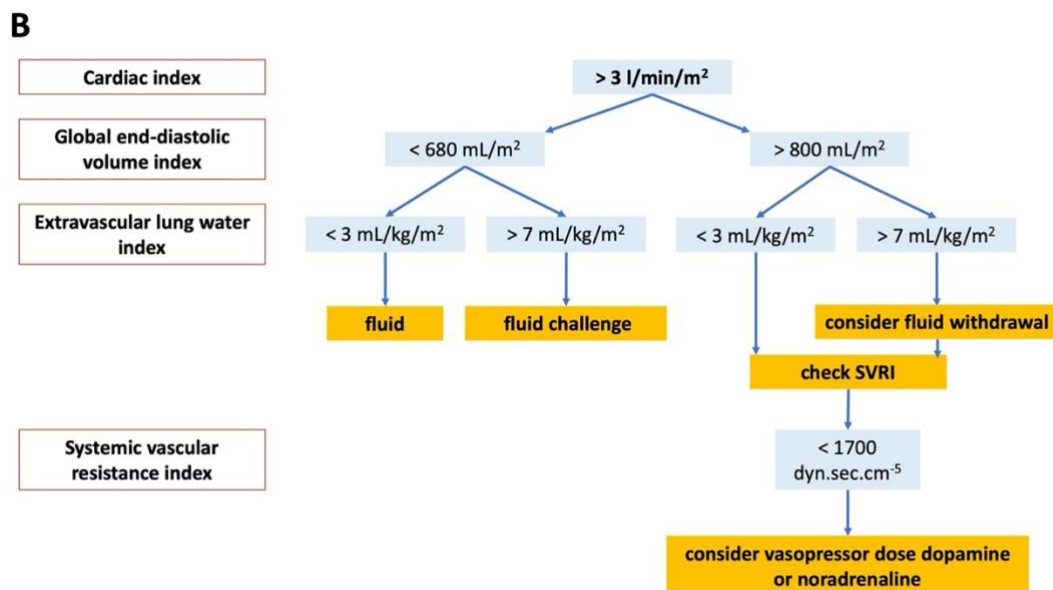 B
Cardiac index
> 3 l/min/m²
Global end-diastolic
volume index
< 680 mL/m²
> 800 mL/m²
Extravascular lung water
index
< 3 mL/kg/m²
> 7 mL/kg/m²
< 3 mL/kg/m²
> 7 mL/kg/m²
fluid
fluid challenge
consider fluid withdrawal
check SVRI
Systemic vascular
resistance index
< 1700
dyn.sec.cm⁻⁵
consider vasopressor dose dopamine
or noradrenaline